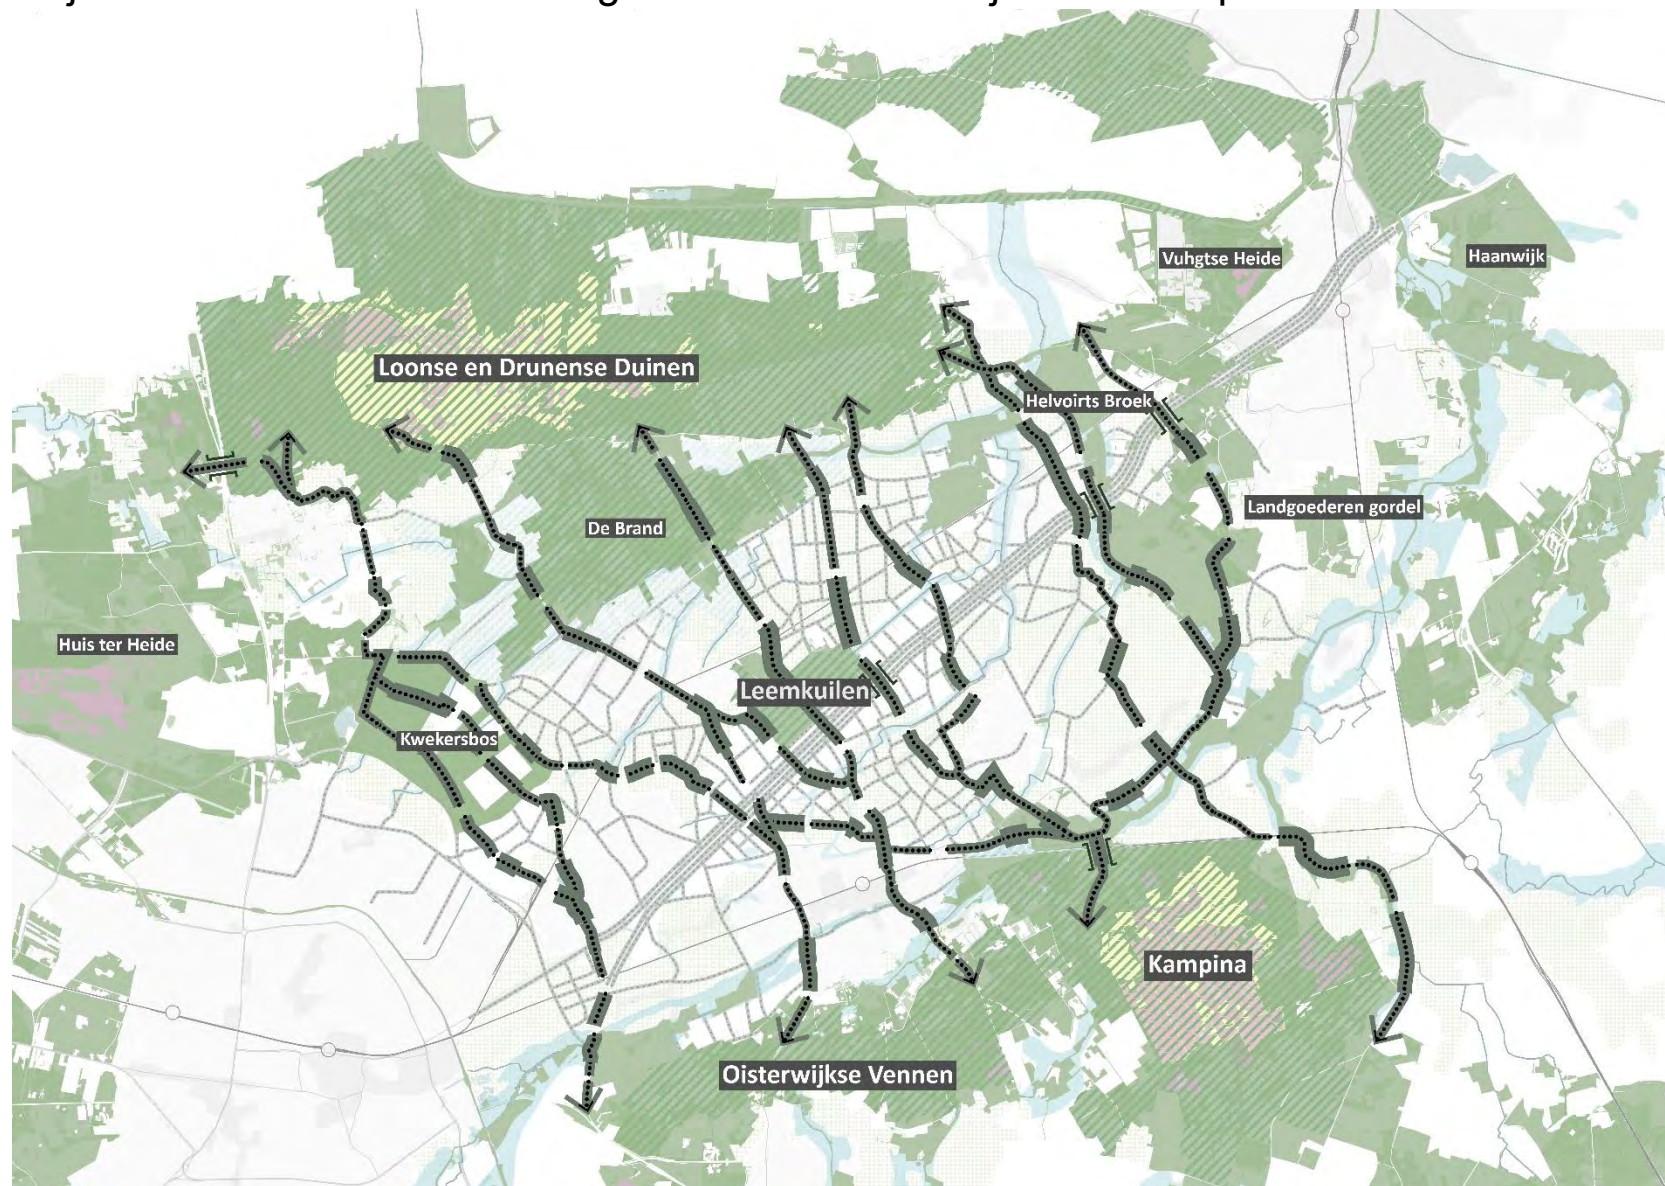 Vuhgtse Heide
Haanwijk
Loonse en Drunense Duinen
Helvoirts Broek
Landgoederen gordel
De Brand
Huis ter Heide
Leemkuilen
Kwekersbos
Kampina
Oisterwijkse Vennen